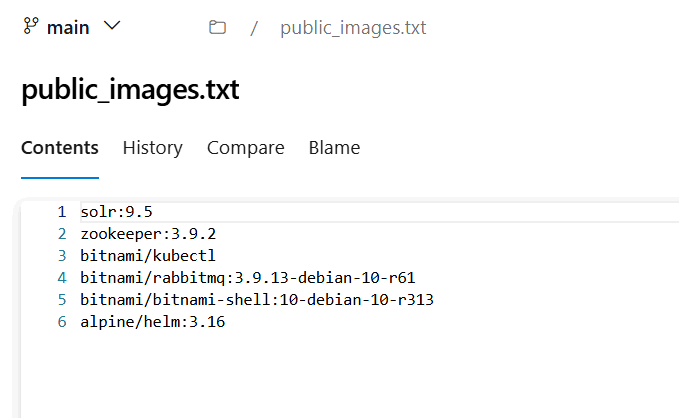 main
/ public_images.txt
public_images.txt
Contents History Compare Blame
1 solr:9.5
2 zookeeper:3.9.2
3 bitnami/kubectl
4 bitnami/rabbitmq:3.9.13-debian-10-r61
5 bitnami/bitnami-shell:10-debian-10-r313
6 alpine/helm:3.16